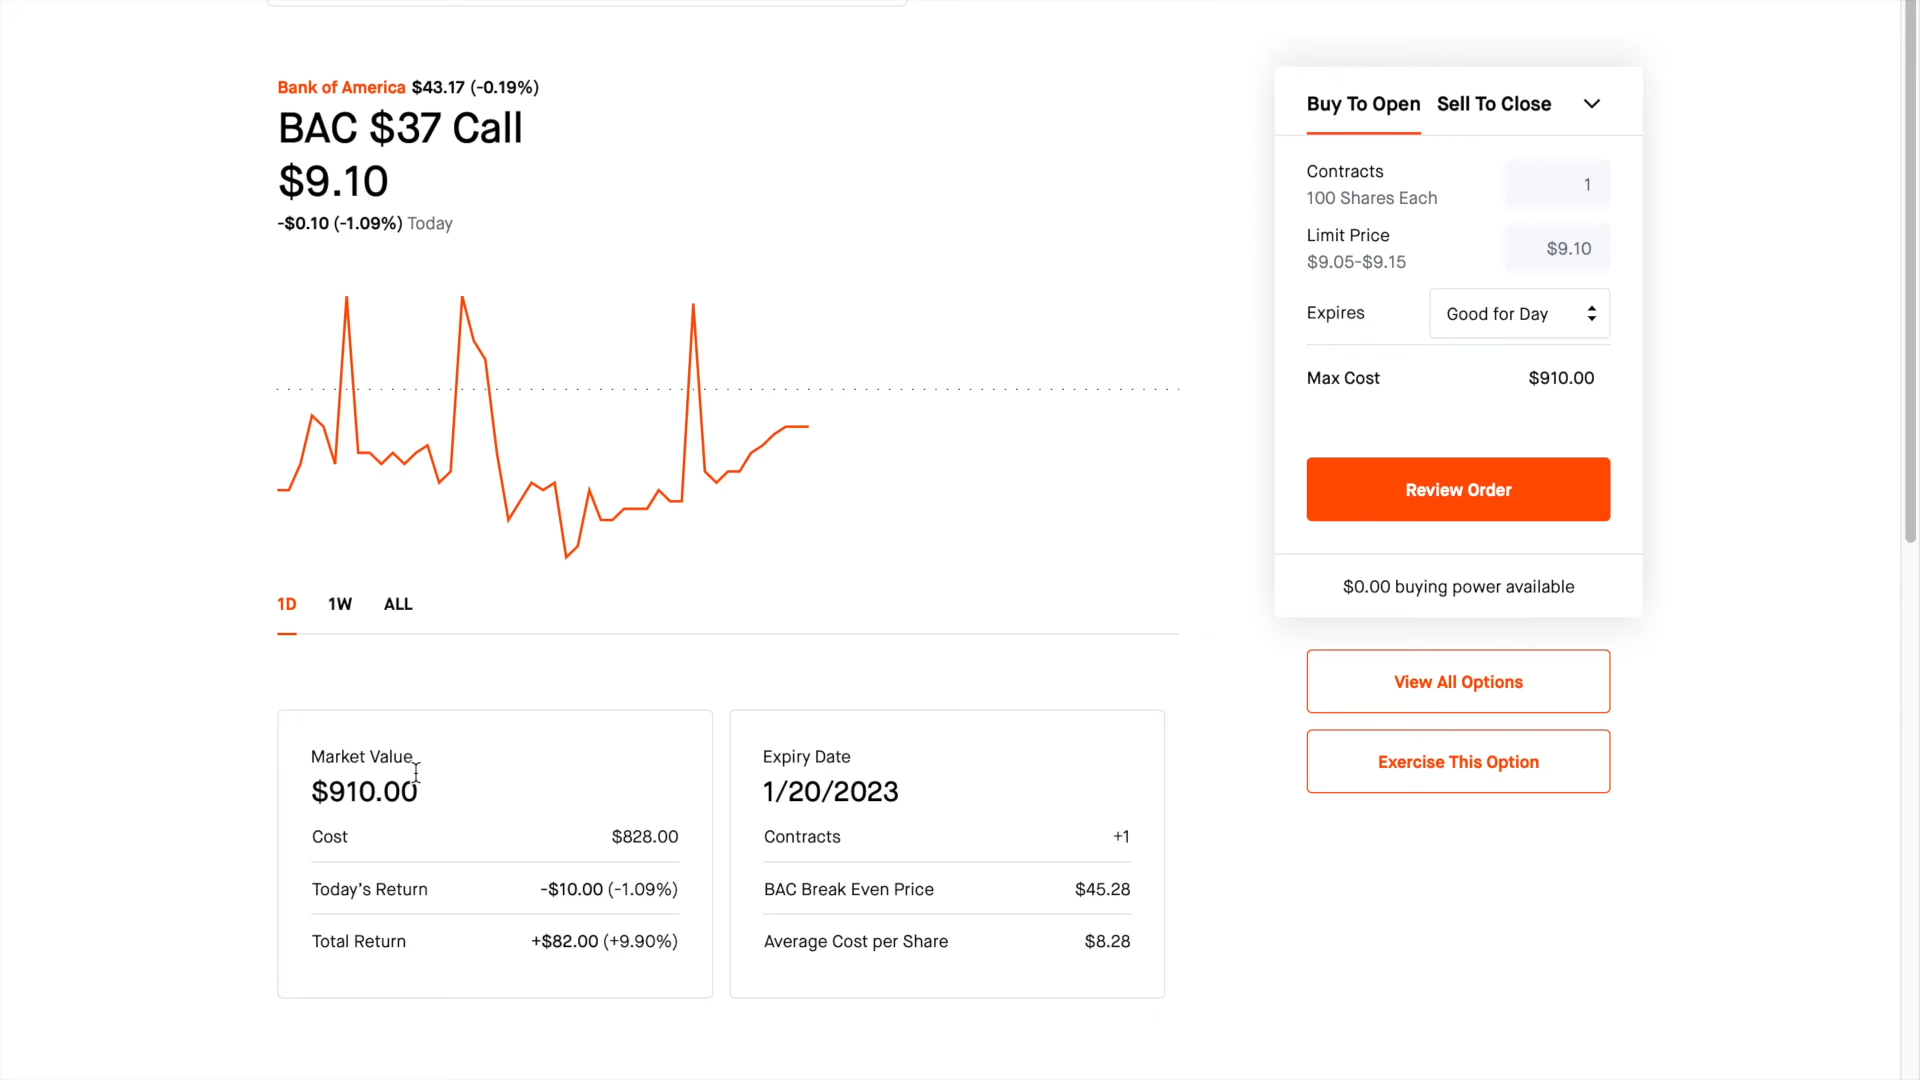 Bank of America $43.17 (-0.19%)
BAC $37 Call
$9.10
-$0.10 (-1.09%) Today
1D 1W ALL
Market Value
$910.00
Cost $828.00
Today's Return -$10.00 (-1.09%)
Total Return +$82.00 (+9.90%)
Expiry Date
1/20/2023
Contracts +1
BAC Break Even Price $45.28
Average Cost per Share $8.28
Buy To Open Sell To Close
Contracts 1
100 Shares Each
Limit Price $9.10
$9.05-$9.15
Expires Good for Day
Max Cost $910.00
Review Order
$0.00 buying power available
View All Options
Exercise This Option